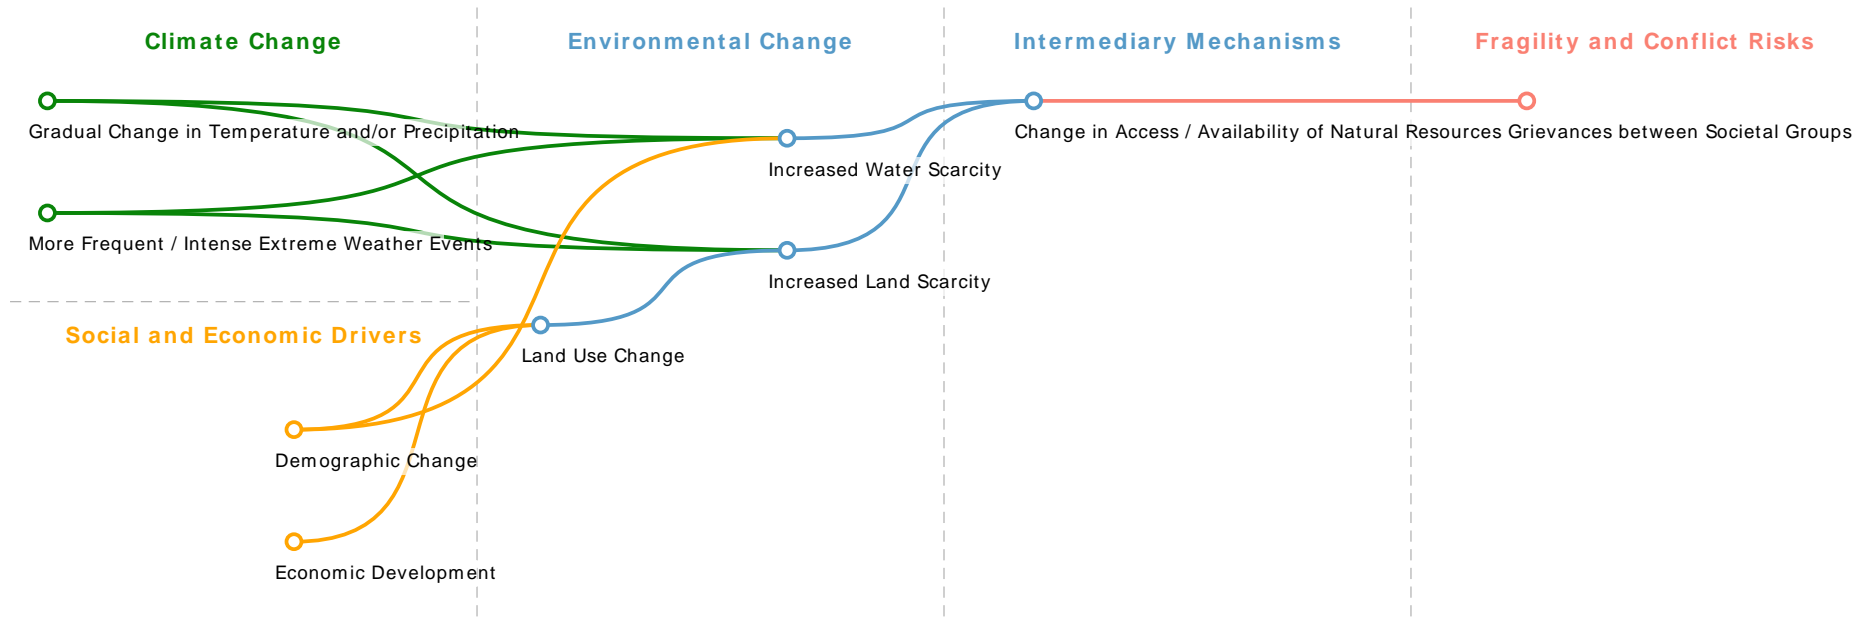 Climate Change
Environmental Change
Intermediary Mechanisms
Fragility and Conflict Risks
Gradual Change in Temperature and/or Precipitation
Change in Access / Availability of Natural Resources
Grievances between Societal Groups
Increased Water Scarcity
More Frequent / Intense Extreme Weather Events
Increased Land Scarcity
Social and Economic Drivers
Land Use Change
Demographic Change
Economic Development